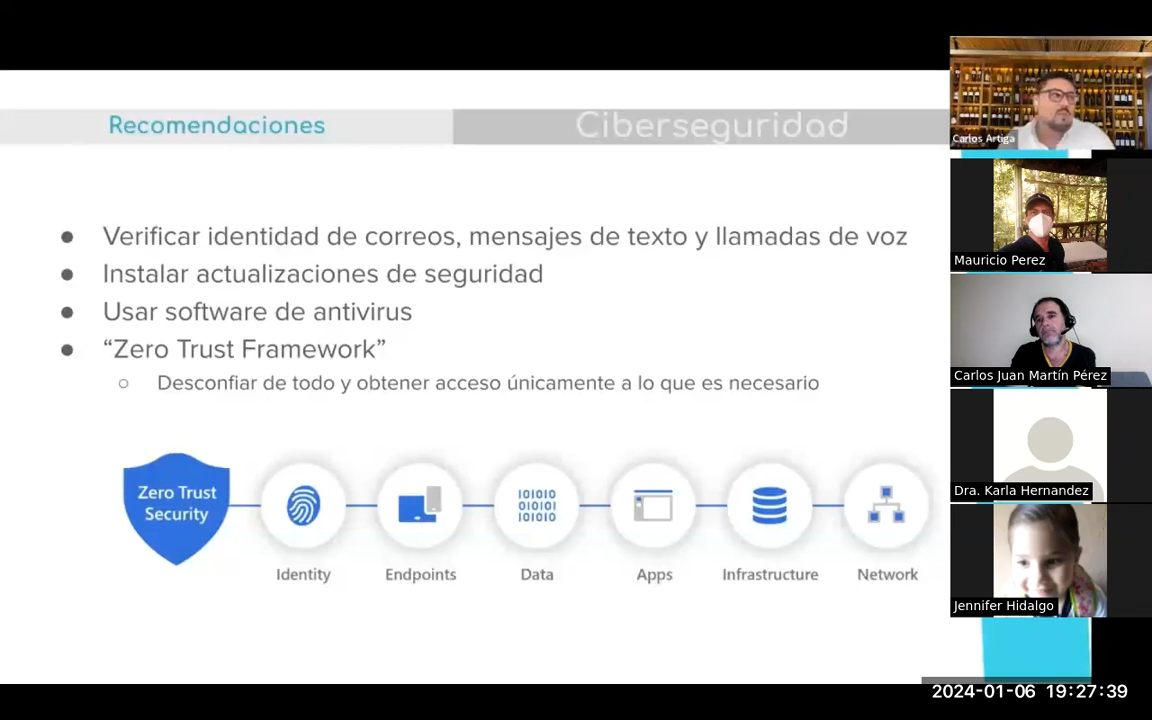 Recomendaciones
Ciberseguridad
● Verificar identidad de correos, mensajes de texto y llamadas de voz
● Instalar actualizaciones de seguridad
● Usar software de antivirus
● “Zero Trust Framework”
○ Desconfiar de todo y obtener acceso únicamente a lo que es necesario
Zero Trust
Security
Identity
Endpoints
10101
010101
01010
101010
Data
Apps
Infrastructure
Network
Carlos Artiga
Mauricio Perez
Carlos Juan Martín Pérez
Dra. Karla Hernandez
Jennifer Hidalgo
2024-01-06 19:27:39